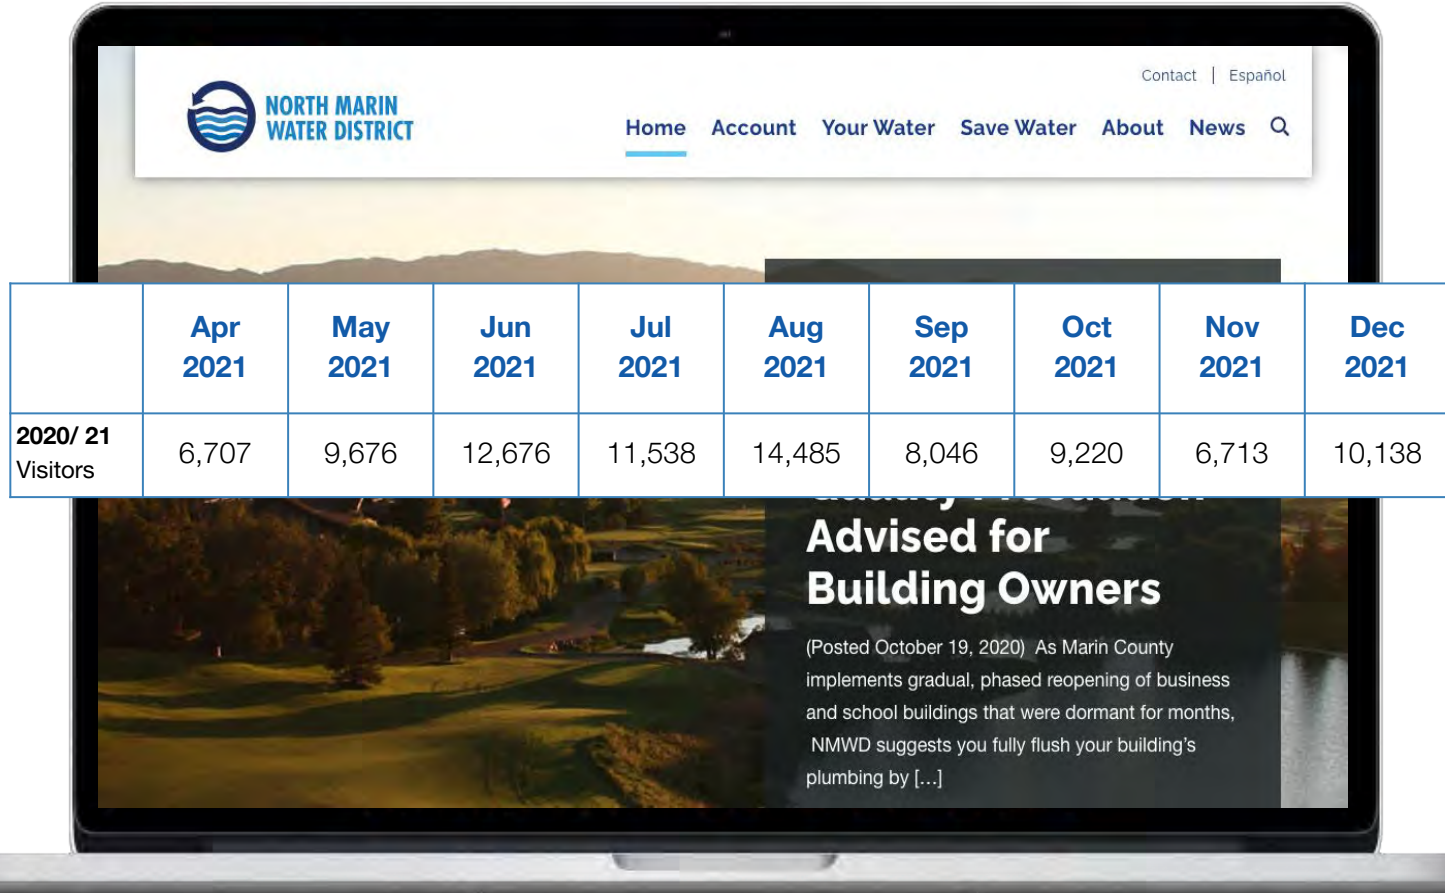 Contact | Español
NORTH MARIN
WATER DISTRICT
Home Account Your Water Save Water About News
Apr 2021 May 2021 Jun 2021 Jul 2021 Aug 2021 Sep 2021 Oct 2021 Nov 2021 Dec 2021
2020/ 21 Visitors 6,707 9,676 12,676 11,538 14,485 8,046 9,220 6,713 10,138
Advised for
Building Owners
(Posted October 19, 2020) As Marin County
implements gradual, phased reopening of business
and school buildings that were dormant for months,
NMWD suggests you fully flush your building's
plumbing by […]